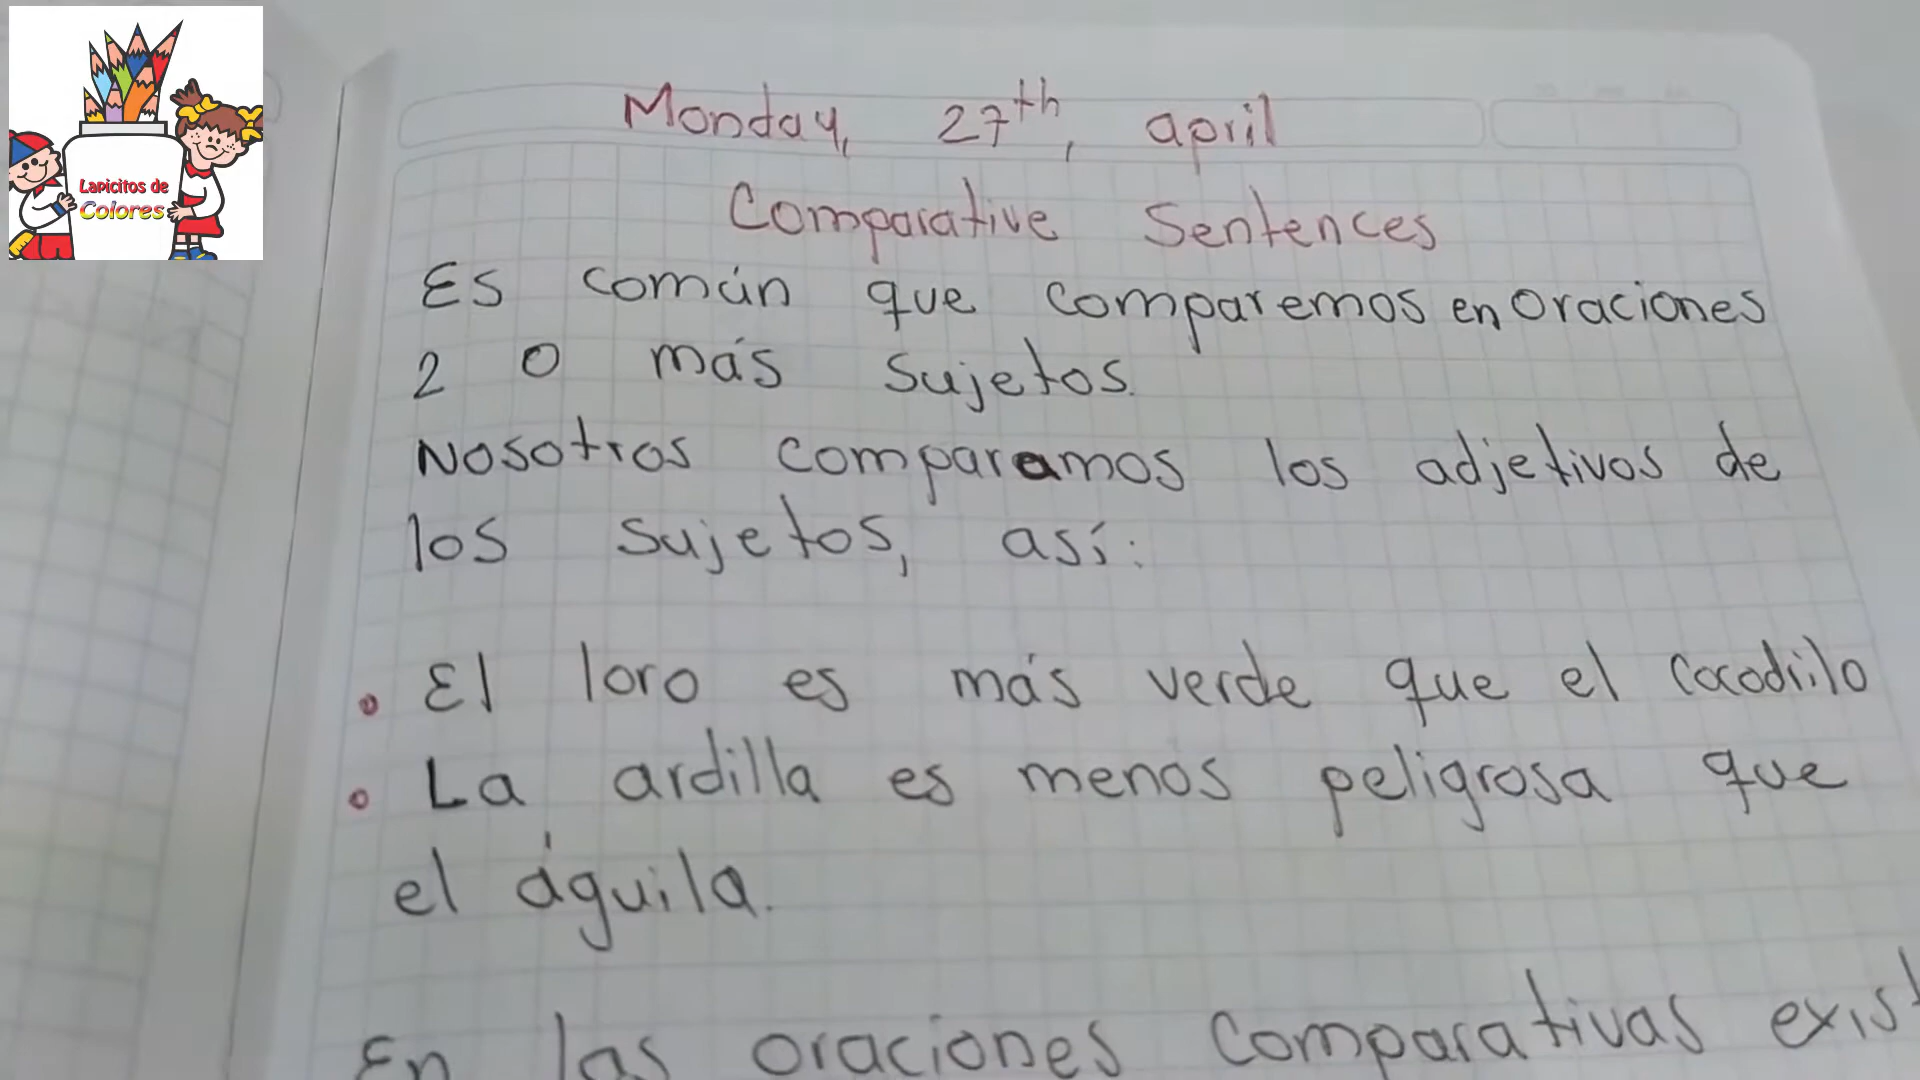 Lapicitos de
Colores
Monday, 27th, april
Comparative Sentences
Es común que comparemos en oraciones
2 o más sujetos.
Nosotros comparamos los adjetivos de
los sujetos, así:
El loro es más verde que el cocodrilo
La ardilla es menos peligrosa que
el águila.
En las oraciones comparativas